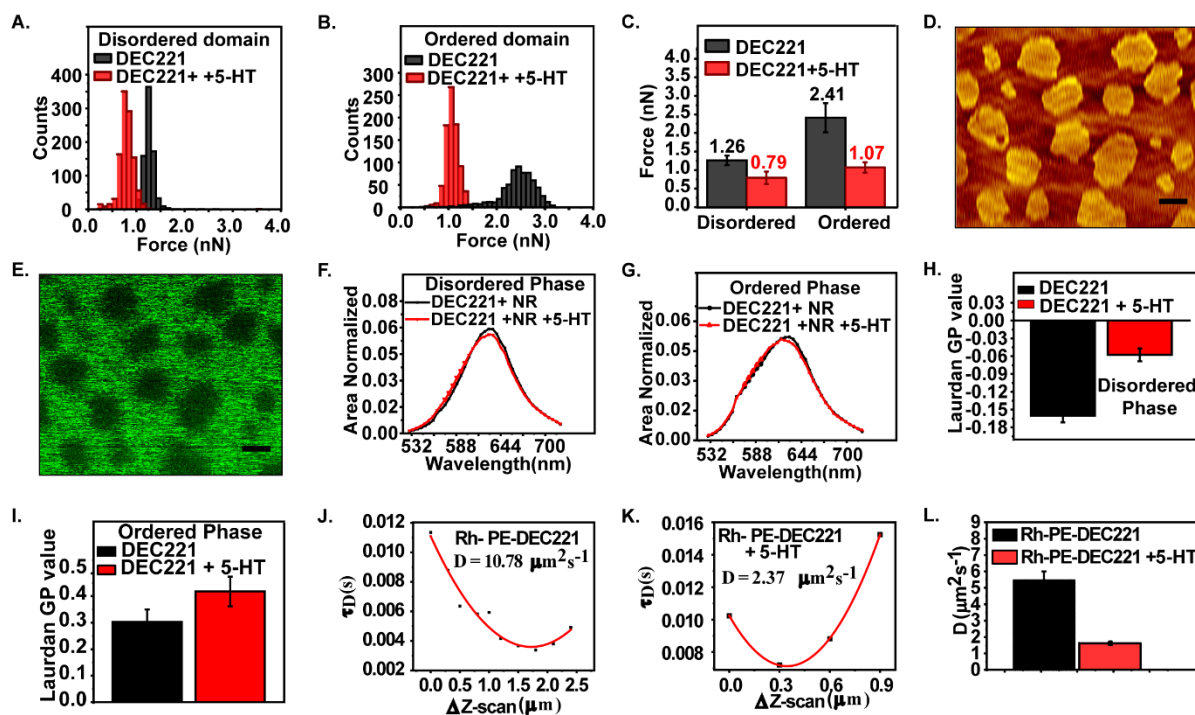 A.
Disordered domain
DEC221
DEC221+ +5-HT
400
300
200
100
0
Counts
0.0 1.0 2.0 3.0 4.0
Force (nN)
B.
Ordered domain
DEC221
DEC221+ +5-HT
300
250
200
150
100
50
0
Counts
0.0 1.0 2.0 3.0 4.0
Force (nN)
C.
DEC221
DEC221+5-HT
4.0
3.5
3.0
2.5
2.0
1.5
1.0
0.5
0.0
Force (nN)
1.26
0.79
2.41
1.07
Disordered Ordered
D.
E.
F.
Disordered Phase
DEC221+ NR
DEC221 +NR +5-HT
0.08
0.06
0.05
0.03
0.02
0.00
Area Normalized
532 588 644 700
Wavelength(nm)
G.
Ordered Phase
DEC221+ NR
DEC221 +NR +5-HT
0.08
0.06
0.05
0.03
0.02
0.00
Area Normalized
532 588 644 700
Wavelength(nm)
H.
DEC221
DEC221 + 5-HT
0.03
0.00
-0.03
-0.06
-0.09
-0.12
-0.15
-0.18
Laurdan GP value
Disordered
Phase
I.
Ordered Phase
DEC221
DEC221 + 5-HT
0.5
0.4
0.3
0.2
0.1
0.0
Laurdan GP value
J.
Rh- PE-DEC221
D = 10.78 μm²s⁻¹
0.012
0.010
0.008
0.006
0.004
0.002
τD(s)
0.0 0.5 1.0 1.5 2.0 2.5
ΔZ-scan(μm)
K.
Rh- PE-DEC221
+ 5-HT
D = 2.37 μm²s⁻¹
0.016
0.014
0.012
0.010
0.008
τD(s)
0.0 0.3 0.6 0.9
ΔZ-scan(μm)
L.
Rh-PE-DEC221
Rh-PE-DEC221 +5-HT
9
8
7
6
5
4
3
2
1
0
D (μm²s⁻¹)